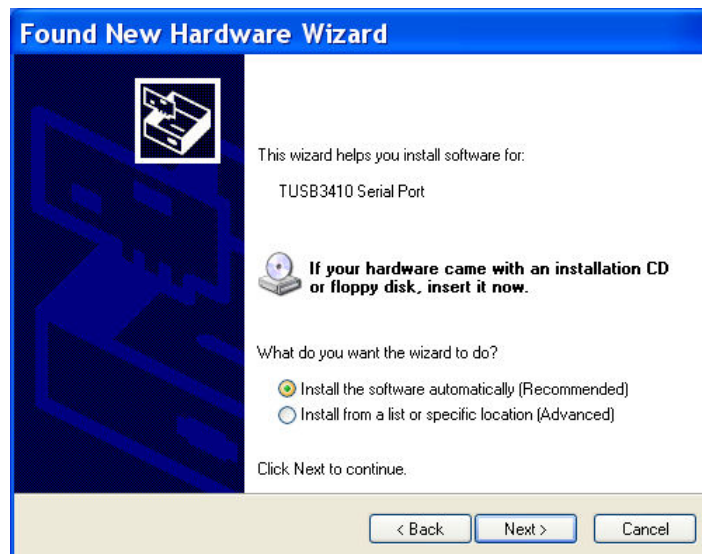 Found New Hardware Wizard
This wizard helps you install software for:
TUSB3410 Serial Port
If your hardware came with an installation CD
or floppy disk, insert it now.
What do you want the wizard to do?
Install the software automatically (Recommended)
Install from a list or specific location (Advanced)
Click Next to continue.
< Back Next > Cancel